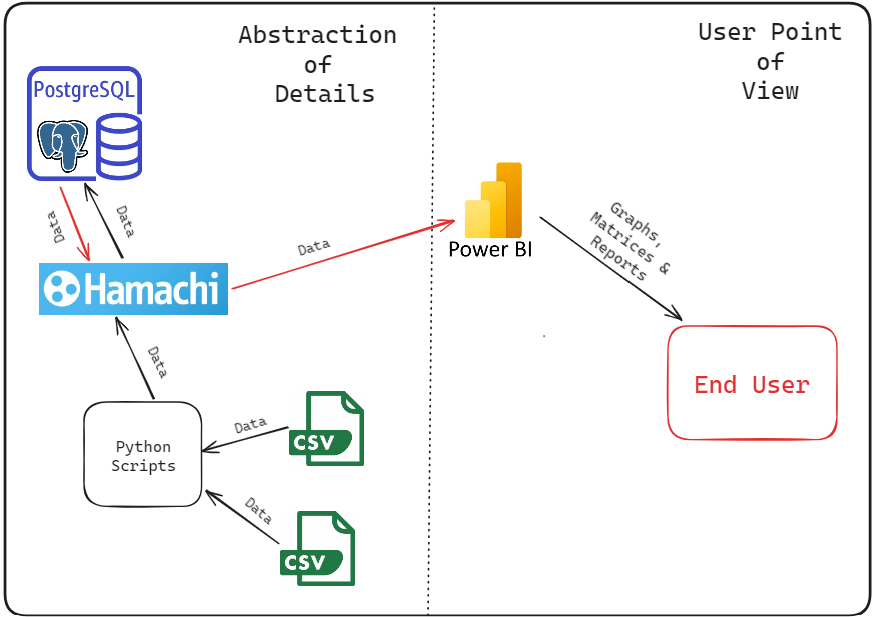 Abstraction
of
Details
User Point
of
View
PostgreSQL
Data
Data
Hamachi
Data
Power BI
Graphs,
Matrices &
Reports
End User
Data
Python
Scripts
Data
CSV
Data
CSV